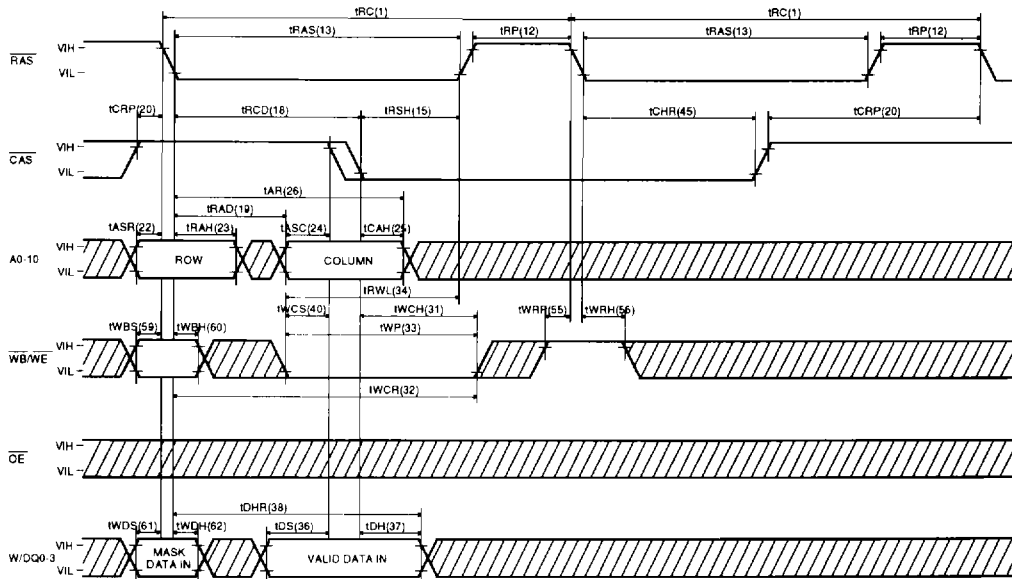 tRC(1) tRC(1)
tRAS(13) tRP(12) tRAS(13) tRP(12)
RAS VIH VIL
tCRP(20) tRCD(18) tRSH(15) tCHR(45) tCRP(20)
CAS VIH VIL
tAR(26)
tRAD(19)
tASR(22) tRAH(23) tASC(24) tCAH(25)
A0-10 VIH VIL ROW COLUMN
tRWL(34)
tWCS(40) tWCH(31) tWRP(55) tWRH(56)
tWP(33)
tWBS(59) tWBH(60)
WB/WE VIH VIL
tWCR(32)
OE VIH VIL
tDHR(38)
tWDS(61) tWDH(62) tDS(36) tDH(37)
W/DQ0-3 VIH VIL MASK DATA IN VALID DATA IN